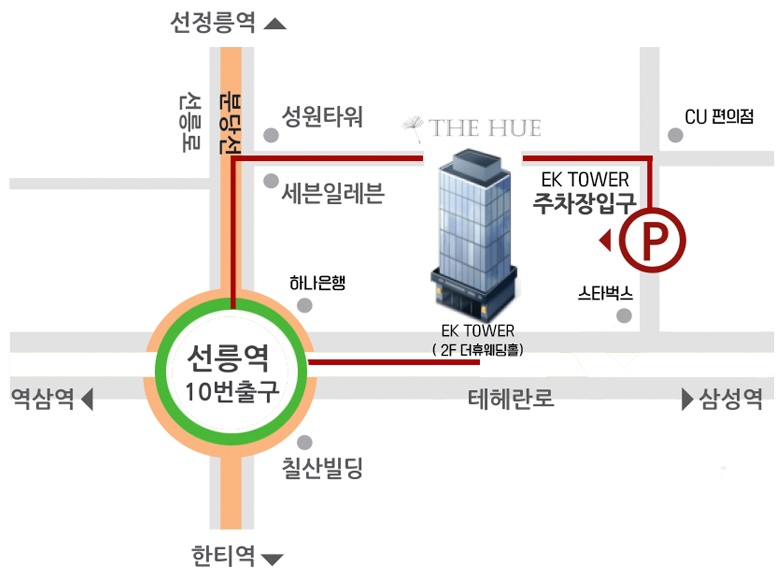 선정릉역
선릉로
분당선
성원타워
THE HUE
CU 편의점
세븐일레븐
EK TOWER
주차장입구
P
하나은행
스타벅스
EK TOWER
( 2F 더휴웨딩홀)
선릉역
10번출구
역삼역
테헤란로
삼성역
칠산빌딩
한티역